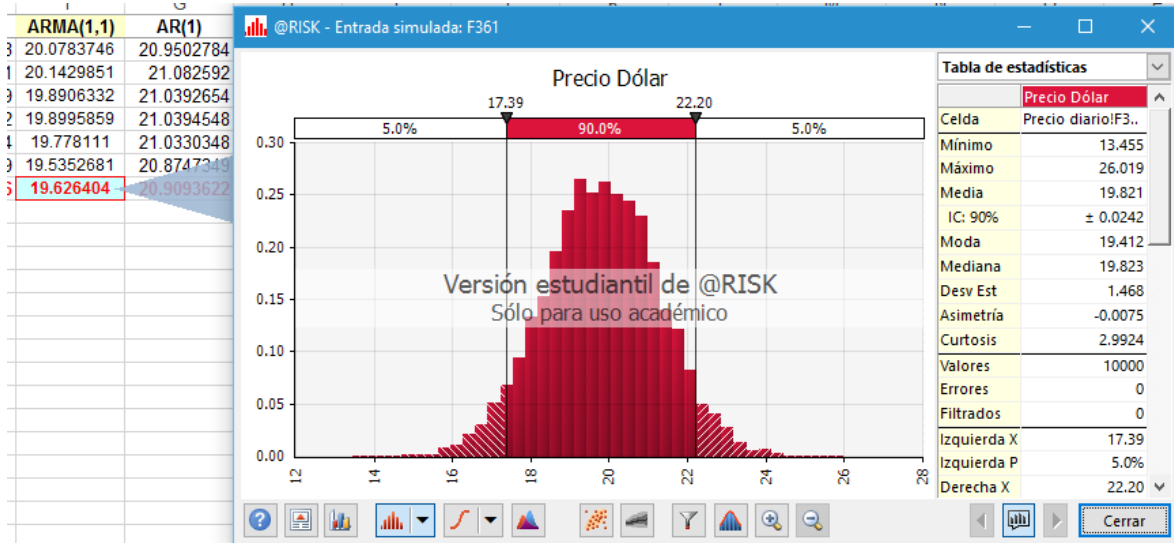 F G
ARMA(1,1) AR(1)
3 20.0783746 20.9502784
1 20.1429851 21.082592
9 19.8906332 21.0392654
2 19.8995859 21.0394548
4 19.778111 21.0330348
9 19.5352681 20.8747349
6 19.626404 20.9093622
@RISK - Entrada simulada: F361
Precio Dólar
17.39 22.20
5.0% 90.0% 5.0%
0.30
0.25
0.20
0.15
0.10
0.05
0.00
12 14 16 18 20 22 24 26 28
Versión estudiantil de @RISK
Sólo para uso académico
Tabla de estadísticas
Precio Dólar
Celda Precio diario!F3..
Mínimo 13.455
Máximo 26.019
Media 19.821
IC: 90% ± 0.0242
Moda 19.412
Mediana 19.823
Desv Est 1.468
Asimetría -0.0075
Curtosis 2.9924
Valores 10000
Errores 0
Filtrados 0
Izquierda X 17.39
Izquierda P 5.0%
Derecha X 22.20
Cerrar